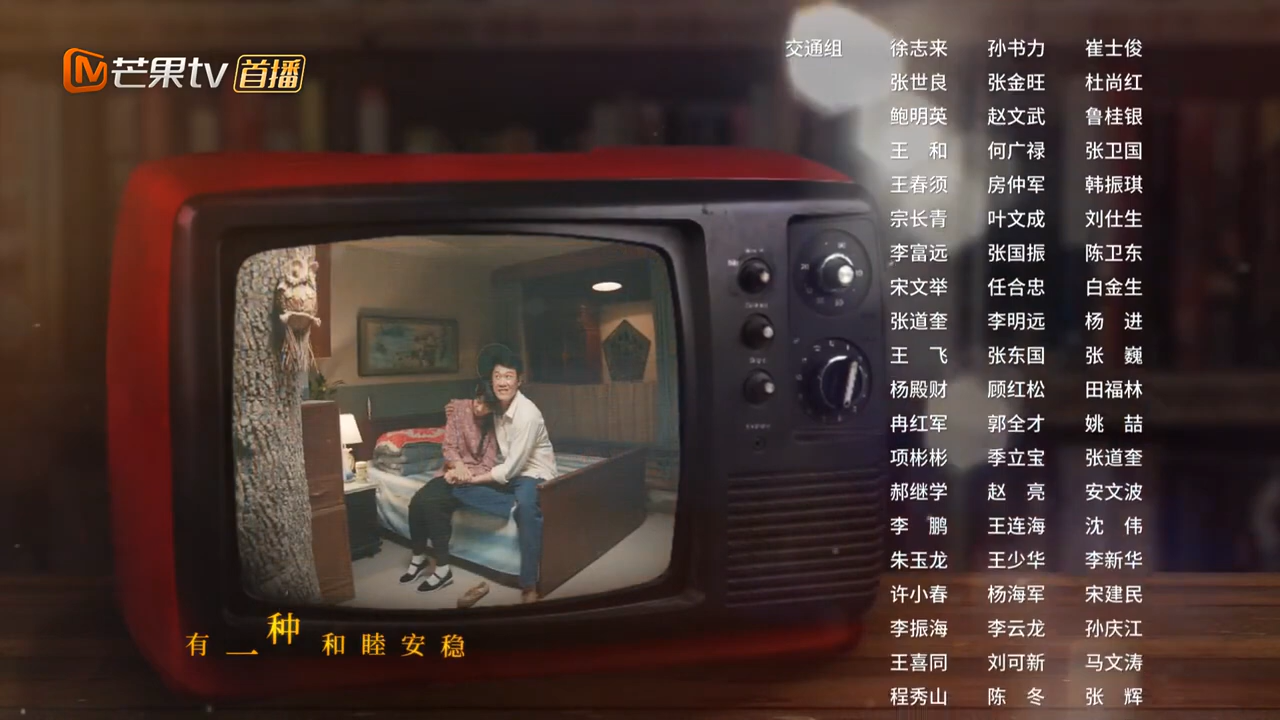 芒果tv 首播
交通组 徐志来 孙书力 崔士俊
张世良 张金旺 杜尚红
鲍明英 赵文武 鲁桂银
王 和 何广禄 张卫国
王春须 房仲军 韩振琪
宗长青 叶文成 刘仕生
李富远 张国振 陈卫东
宋文举 任合忠 白金生
张道奎 李明远 杨 进
王 飞 张东国 张 巍
杨殿财 顾红松 田福林
冉红军 郭全才 姚 喆
项彬彬 季立宝 张道奎
郝继学 赵 亮 安文波
李 鹏 王连海 沈 伟
朱玉龙 王少华 李新华
许小春 杨海军 宋建民
李振海 李云龙 孙庆江
王喜同 刘可新 马文涛
程秀山 陈 冬 张 辉
有一种和睦安稳